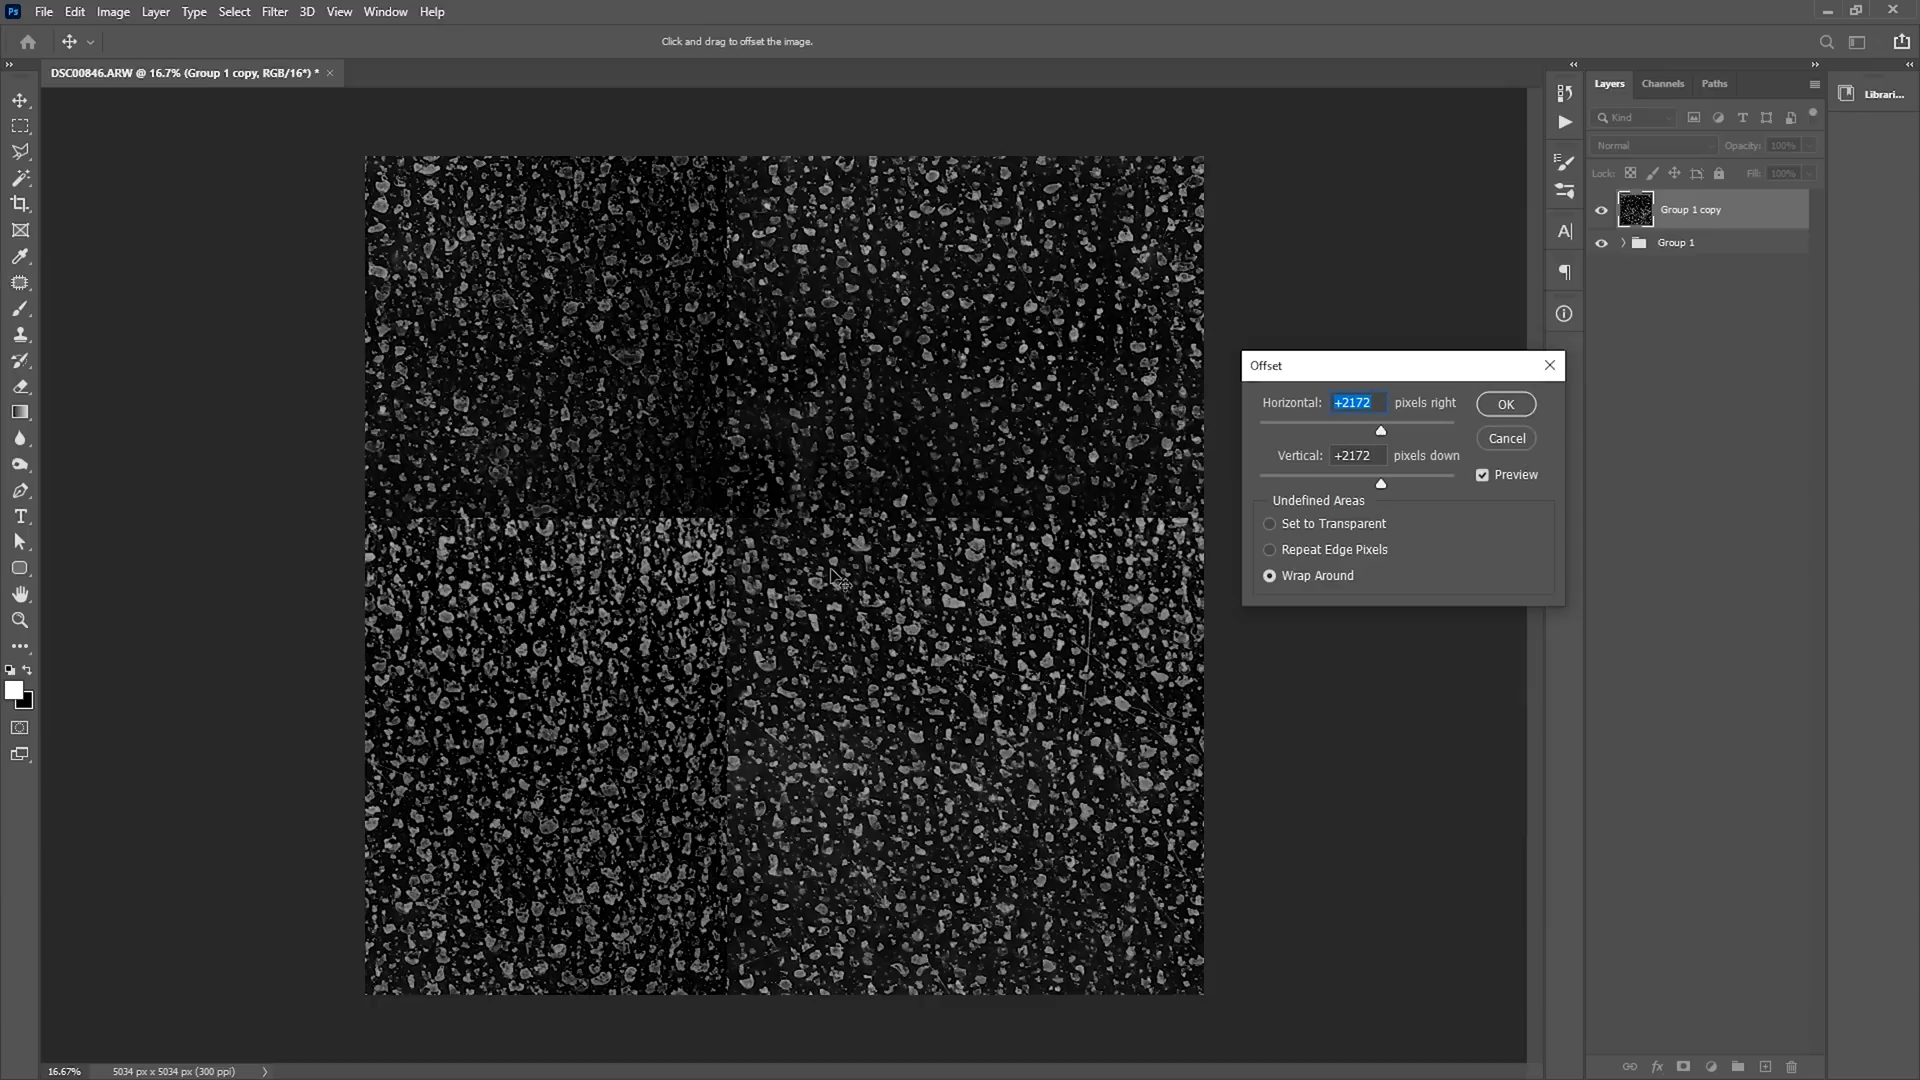 Ps File Edit Image Layer Type Select Filter 3D View Window Help
Click and drag to offset the image.
DSC00846.ARW @ 16.7% (Group 1 copy, RGB/16*) *
Layers Channels Paths
Librari...
Kind
Normal Opacity: 100%
Lock: Fill: 100%
Group 1 copy
Group 1
Offset
Horizontal: +2172 pixels right
OK
Cancel
Vertical: +2172 pixels down
Preview
Undefined Areas
Set to Transparent
Repeat Edge Pixels
Wrap Around
16.67% 5034 px x 5034 px (300 ppi)